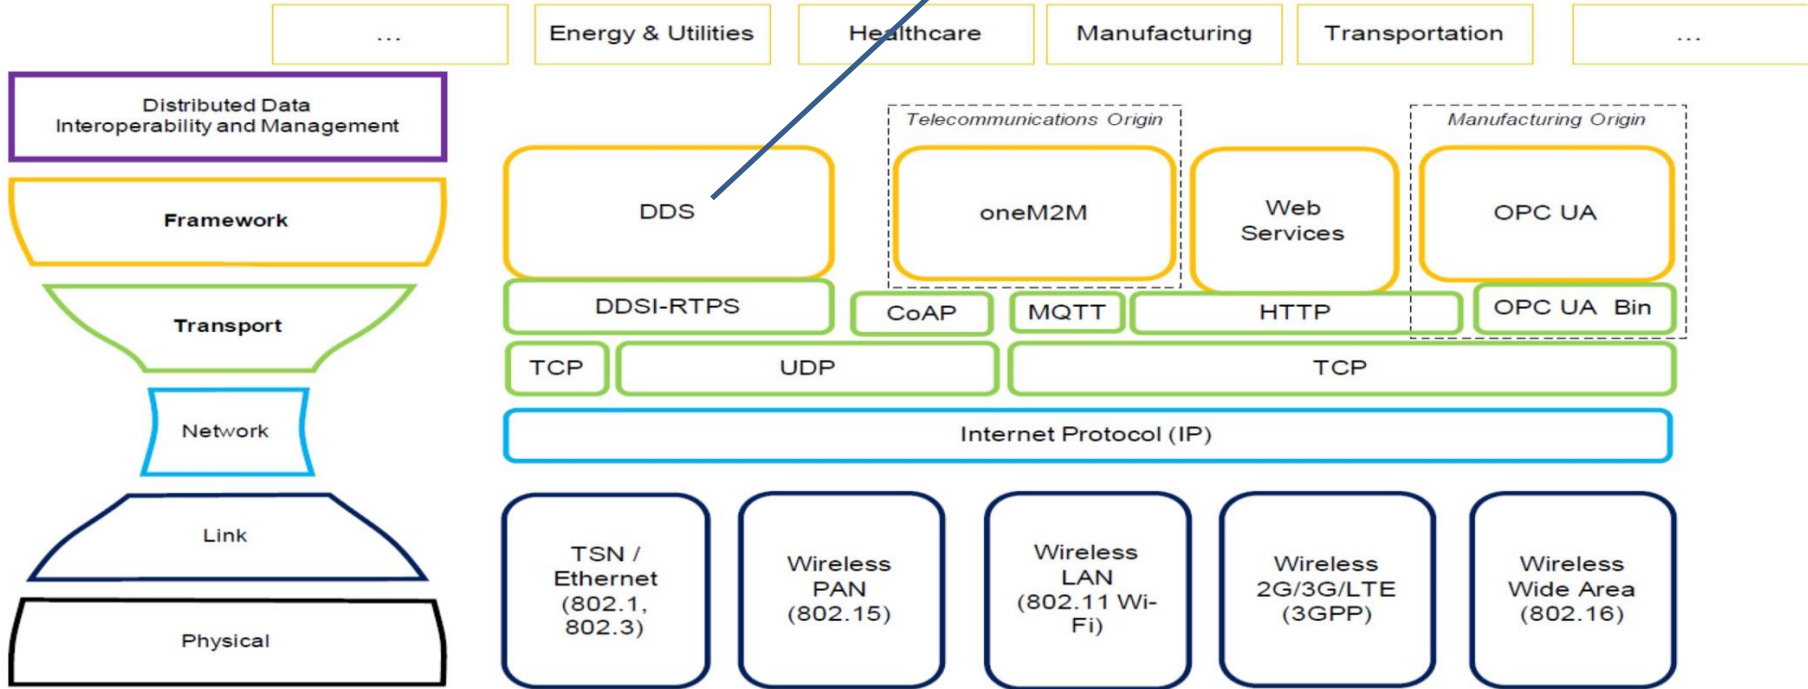 ...
Energy & Utilities
Healthcare
Manufacturing
Transportation
...
Distributed Data
Interoperability and Management
Telecommunications Origin
Manufacturing Origin
Framework
DDS
oneM2M
Web
Services
OPC UA
Transport
DDSI-RTPS
CoAP
MQTT
HTTP
OPC UA Bin
TCP
UDP
TCP
Network
Internet Protocol (IP)
Link
TSN /
Ethernet
(802.1,
802.3)
Wireless
PAN
(802.15)
Wireless
LAN
(802.11 Wi-
Fi)
Wireless
2G/3G/LTE
(3GPP)
Wireless
Wide Area
(802.16)
Physical